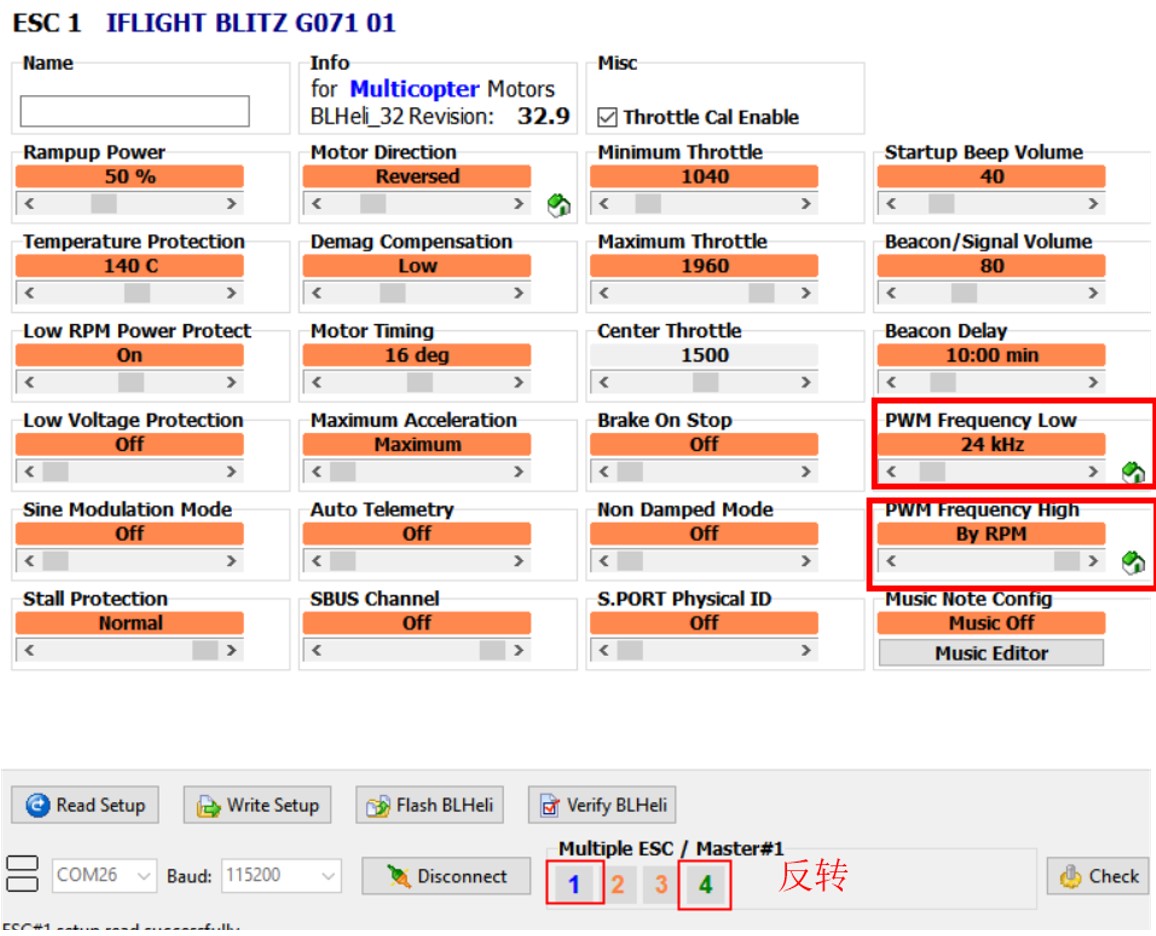 ESC 1 IFLIGHT BLITZ G071 01
Name
Info
for Multicopter Motors
BLHeli_32 Revision: 32.9
Misc
Throttle Cal Enable
Rampup Power
50 %
Motor Direction
Reversed
Minimum Throttle
1040
Startup Beep Volume
40
Temperature Protection
140 C
Demag Compensation
Low
Maximum Throttle
1960
Beacon/Signal Volume
80
Low RPM Power Protect
On
Motor Timing
16 deg
Center Throttle
1500
Beacon Delay
10:00 min
Low Voltage Protection
Off
Maximum Acceleration
Maximum
Brake On Stop
Off
PWM Frequency Low
24 kHz
Sine Modulation Mode
Off
Auto Telemetry
Off
Non Damped Mode
Off
PWM Frequency High
By RPM
Stall Protection
Normal
SBUS Channel
Off
S.PORT Physical ID
Off
Music Note Config
Music Off
Music Editor
Read Setup
Write Setup
Flash BLHeli
Verify BLHeli
COM26
Baud: 115200
Disconnect
Multiple ESC / Master#1
1 2 3 4 反转
Check
ESC#1 setup read successfully